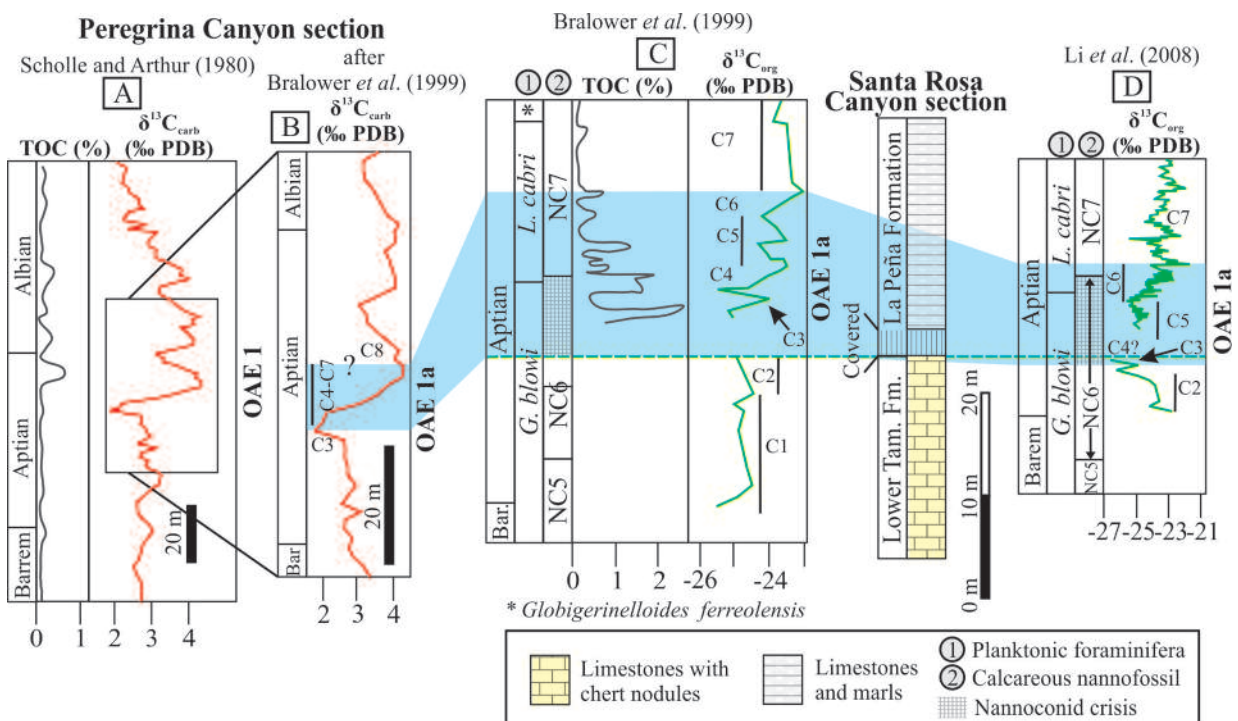 Peregrina Canyon section
Scholle and Arthur (1980)
A
TOC (%)
δ13Ccarb
(‰ PDB)
Albian
Aptian
Barrem
OAE 1
20 m
0 1 2 3 4
after
Bralower et al. 1999)
B
δ13Ccarb
(‰ PDB)
Albian
Aptian
Bar
C8
?
C4-C7
C3
OAE 1a
20 m
2 3 4
Bralower et al. (1999)
C
1 2
TOC (%)
δ13Corg
(‰ PDB)
Aptian
Bar.
*
L. cabri
G. blowi
NC7
NC6
NC5
C7
C6
C5
C4
C3
C2
C1
OAE 1a
0 1 2 -26 -24
* Globigerinelloides ferreolensis
Santa Rosa
Canyon section
La Peña Formation
Covered
Lower Tam. Fm.
20 m
10 m
0 m
Li et al. (2008)
D
δ13Corg
(‰ PDB)
1 2
Aptian
Barem
L. cabri
G. blowi
NC7
NC6
NC5
C7
C6
C5
C4?
C3
C2
OAE 1a
-27 -25 -23 -21
Limestones with
chert nodules
Limestones
and marls
1 Planktonic foraminifera
2 Calcareous nannofossil
Nannoconid crisis